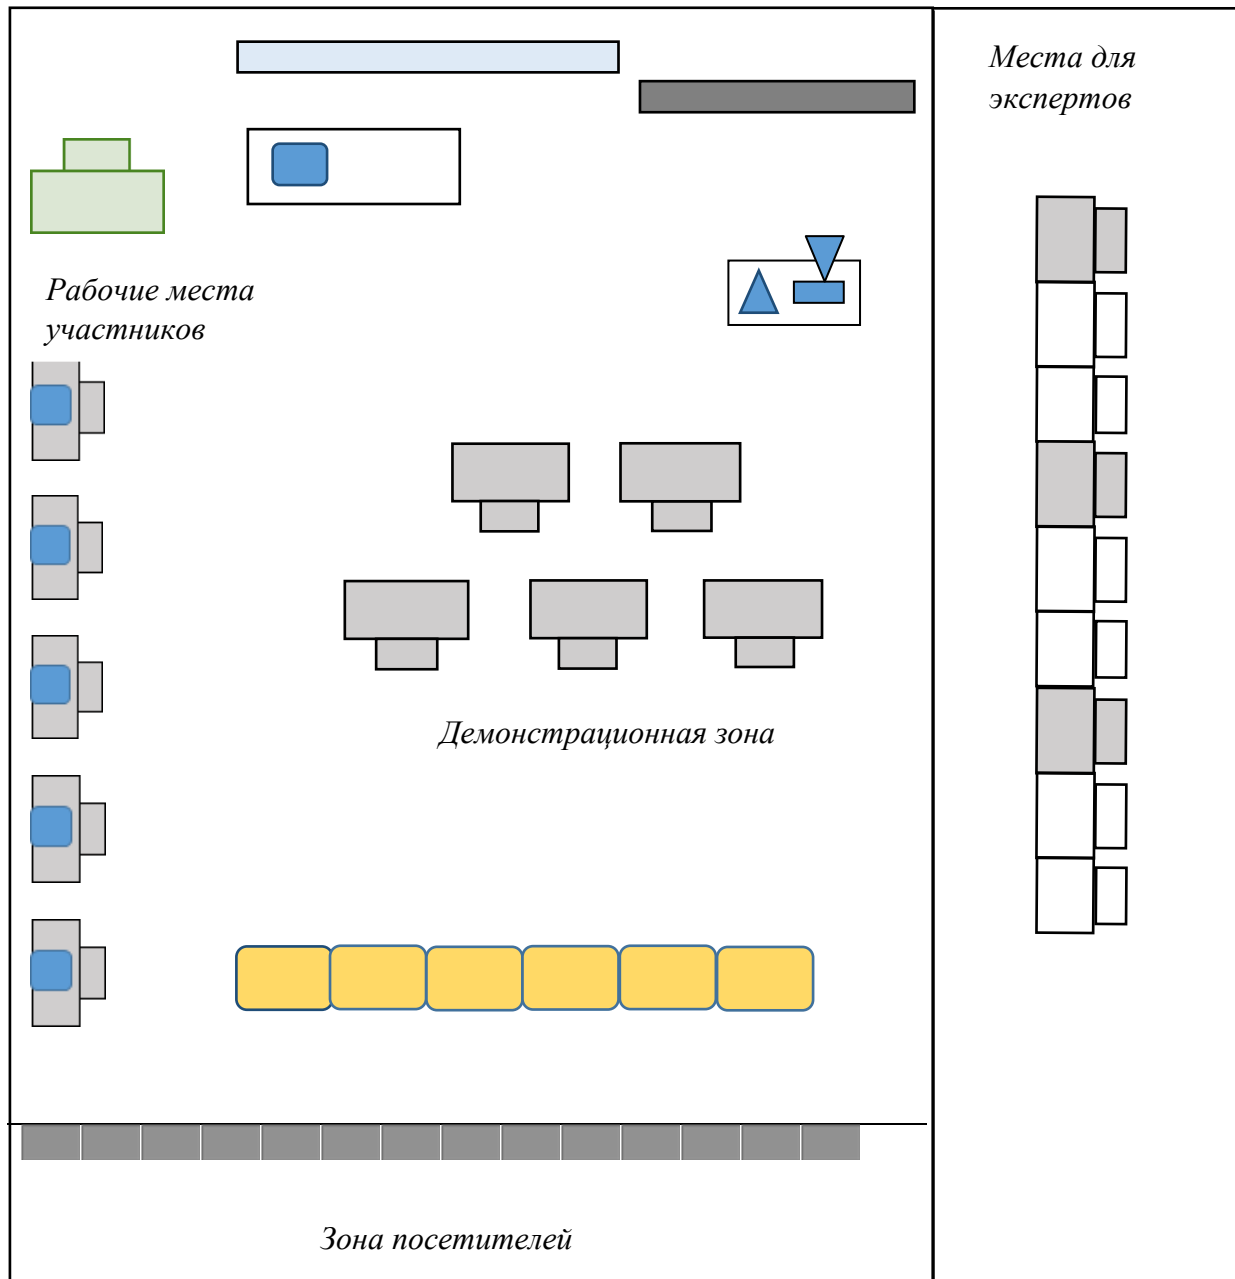 Места для
экспертов
Рабочие места
участников
Демонстрационная зона
Зона посетителей